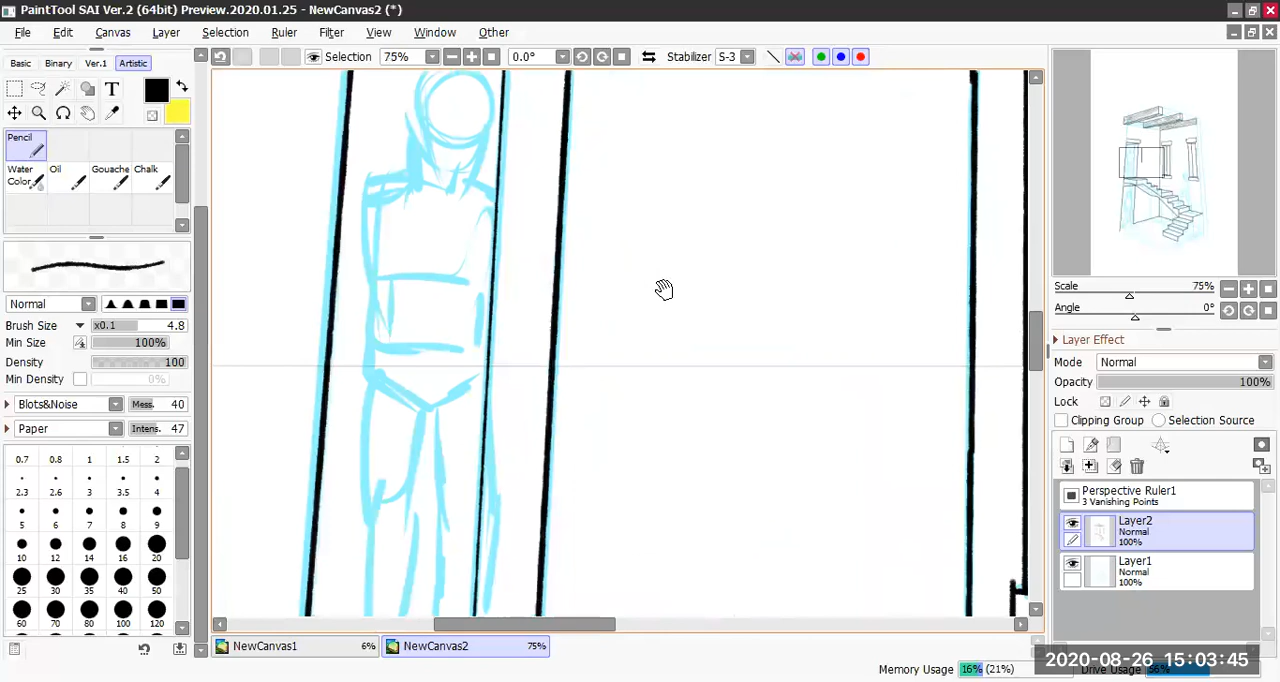 PaintTool SAI Ver.2 (64bit) Preview.2020.01.25 - NewCanvas2 (*)
File Edit Canvas Layer Selection Ruler Filter View Window Other
Selection 75% 0.0° Stabilizer S-3
Basic Binary Ver.1 Artistic
T
Pencil
Water Color Oil Gouache Chalk
Normal
Brush Size x0.1 4.8
Min Size 100%
Density 100
Min Density 0%
Blots&Noise Mess. 40
Paper Intens. 47
0.7 0.8 1 1.5 2
2.3 2.6 3 3.5 4
5 6 7 8 9
10 12 14 16 20
25 30 35 40 50
60 70 80 100 120
Scale 75%
Angle 0°
Layer Effect
Mode Normal
Opacity 100%
Lock
Clipping Group Selection Source
Perspective Ruler1
3 Vanishing Points
Layer2
Normal
100%
Layer1
Normal
100%
NewCanvas1 6% NewCanvas2 75%
Memory Usage 16% (21%) Drive Usage 56%
2020-08-26 15:03:45